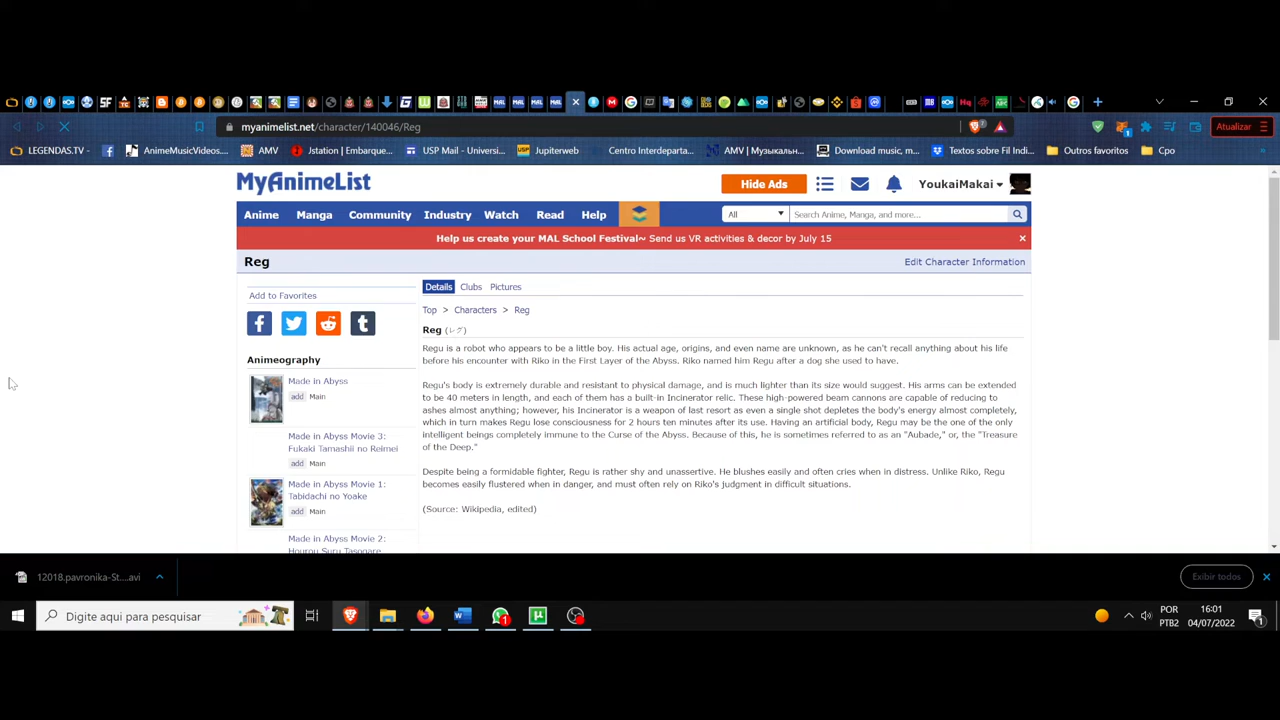 myanimelist.net/character/140046/Reg
Atualizar
LEGENDAS.TV
AnimeMusicVideos...
AMV
Jstation | Embarque...
USP Mail - Universi...
Jupiterweb
Centro Interdeparta...
AMV | Музыкальн...
Download music, m...
Textos sobre Fil Indi...
Outros favoritos
Cpo
MyAnimeList
Hide Ads
YoukaiMakai
Anime Manga Community Industry Watch Read Help
All
Search Anime, Manga, and more...
Help us create your MAL School Festival~ Send us VR activities & decor by July 15
Reg
Edit Character Information
Add to Favorites
Animeography
Made in Abyss
add Main
Made in Abyss Movie 3:
Fukaki Tamashii no Reimei
add Main
Made in Abyss Movie 1:
Tabidachi no Yoake
add Main
Made in Abyss Movie 2:
Hourou Suru Tasogare
Details Clubs Pictures
Top > Characters > Reg
Reg (レグ)
Regu is a robot who appears to be a little boy. His actual age, origins, and even name are unknown, as he can't recall anything about his life
before his encounter with Riko in the First Layer of the Abyss. Riko named him Regu after a dog she used to have.
Regu's body is extremely durable and resistant to physical damage, and is much lighter than its size would suggest. His arms can be extended
to be 40 meters in length, and each of them has a built-in Incinerator relic. These high-powered beam cannons are capable of reducing to
ashes almost anything; however, his Incinerator is a weapon of last resort as even a single shot depletes the body's energy almost completely,
which in turn makes Regu lose consciousness for 2 hours ten minutes after its use. Having an artificial body, Regu may be the one of the only
intelligent beings completely immune to the Curse of the Abyss. Because of this, he is sometimes referred to as an "Aubade," or, the "Treasure
of the Deep."
Despite being a formidable fighter, Regu is rather shy and unassertive. He blushes easily and often cries when in distress. Unlike Riko, Regu
becomes easily flustered when in danger, and must often rely on Riko's judgment in difficult situations.
(Source: Wikipedia, edited)
12018.pavronika-St....avi
Exibir todos
Digite aqui para pesquisar
POR
PTB2
16:01
04/07/2022